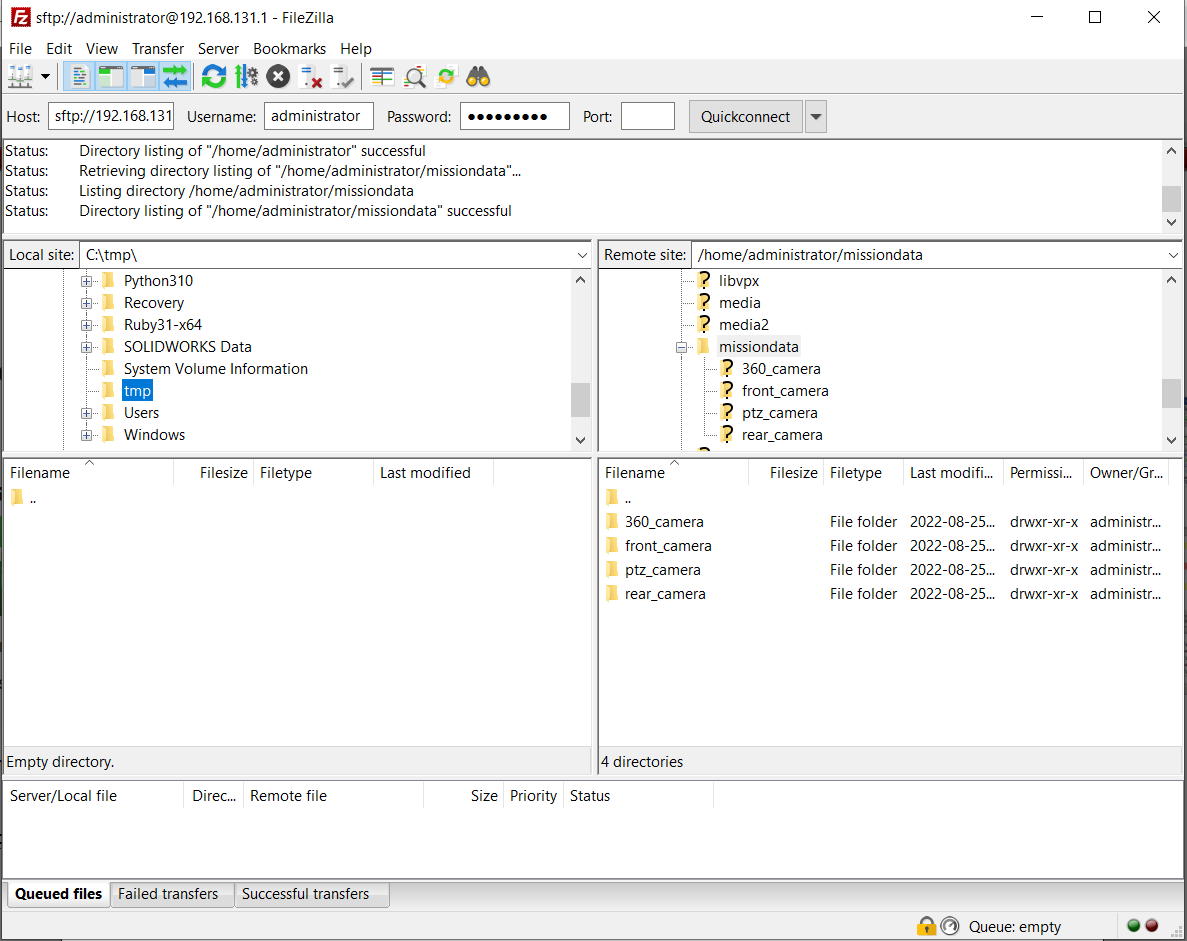 sftp://administrator@192.168.131.1 - FileZilla
File Edit View Transfer Server Bookmarks Help
Host: sftp://192.168.131 Username: administrator Password: ●●●●●●●●● Port: Quickconnect
Status: Directory listing of "/home/administrator" successful
Status: Retrieving directory listing of "/home/administrator/missiondata"...
Status: Listing directory /home/administrator/missiondata
Status: Directory listing of "/home/administrator/missiondata" successful
Local site: C:\tmp\
Python310
Recovery
Ruby31-x64
SOLIDWORKS Data
System Volume Information
tmp
Users
Windows
Remote site: /home/administrator/missiondata
? libvpx
? media
? media2
missiondata
? 360_camera
? front_camera
? ptz_camera
? rear_camera
Filename Filesize Filetype Last modified
..
Empty directory.
Filename Filesize Filetype Last modifi... Permissi... Owner/Gr...
..
360_camera File folder 2022-08-25... drwxr-xr-x administr...
front_camera File folder 2022-08-25... drwxr-xr-x administr...
ptz_camera File folder 2022-08-25... drwxr-xr-x administr...
rear_camera File folder 2022-08-25... drwxr-xr-x administr...
4 directories
Server/Local file Direc... Remote file Size Priority Status
Queued files Failed transfers Successful transfers
Queue: empty